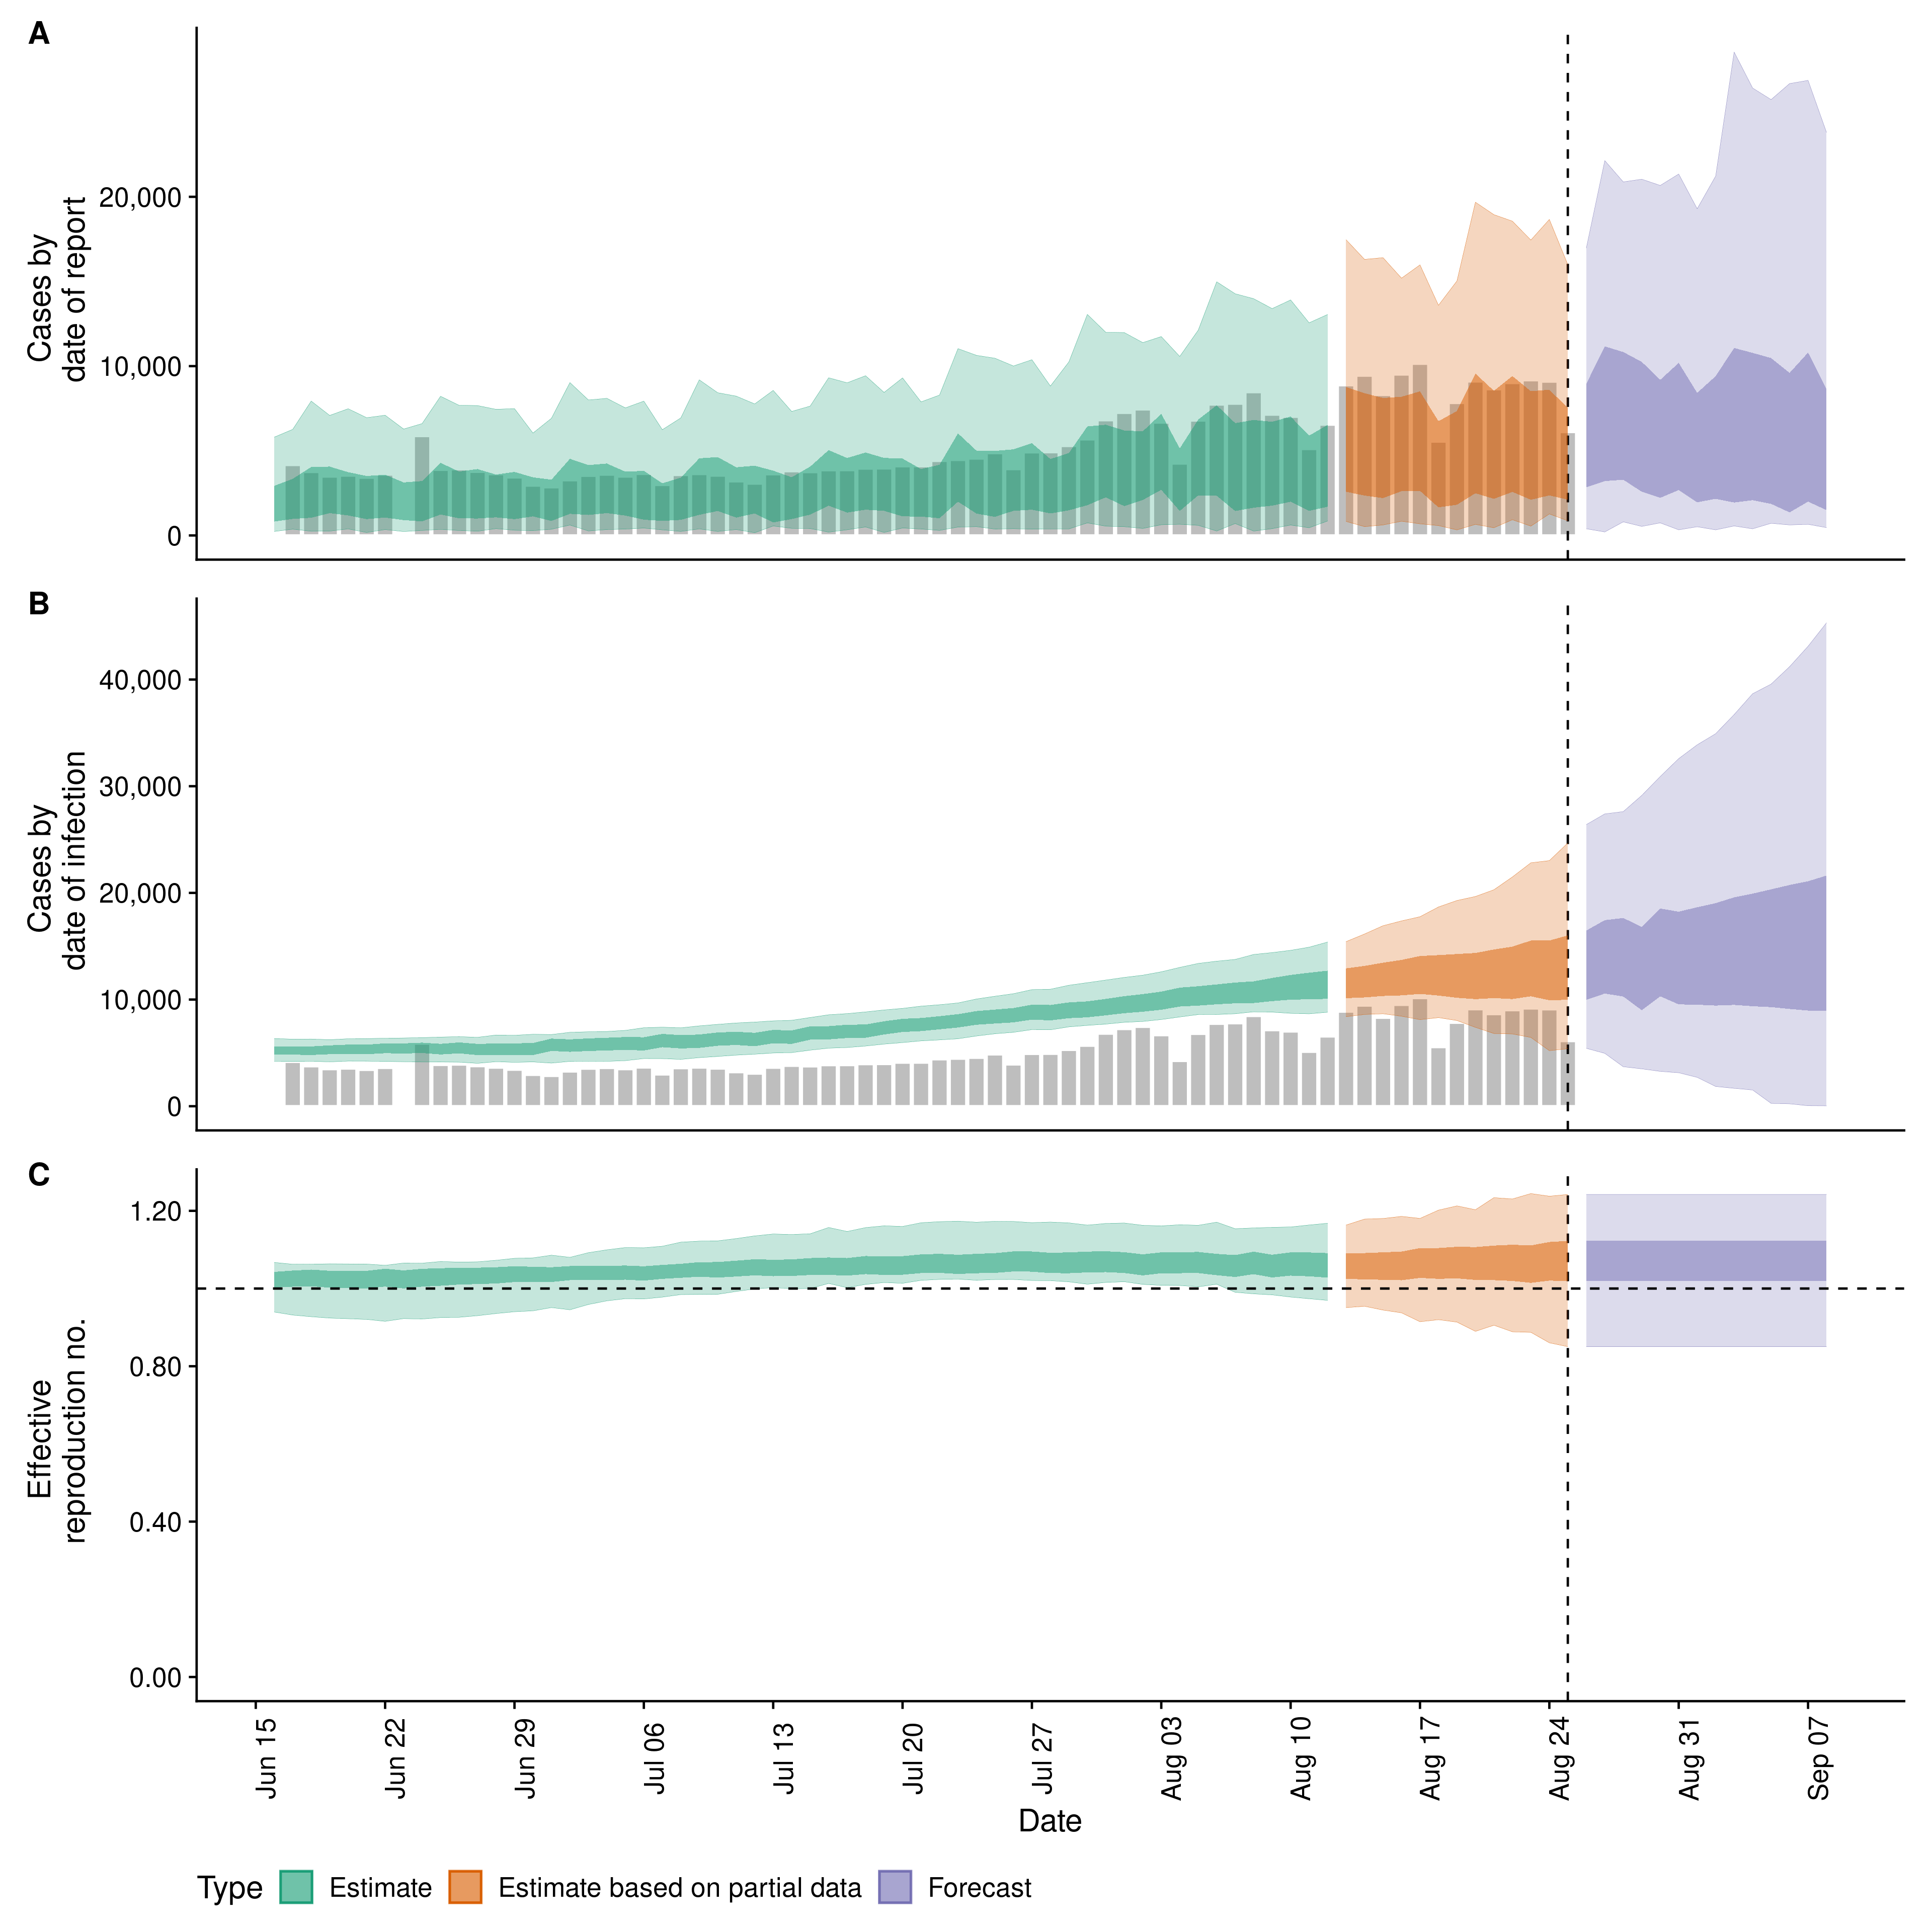 A
Cases by
date of report
20,000
10,000
0
B
Cases by
date of infection
40,000
30,000
20,000
10,000
0
C
Effective
reproduction no.
1.20
0.80
0.40
0.00
Jun 15
Jun 22
Jun 29
Jul 06
Jul 13
Jul 20
Jul 27
Aug 03
Aug 10
Aug 17
Aug 24
Aug 31
Sep 07
Date
Type Estimate Estimate based on partial data Forecast